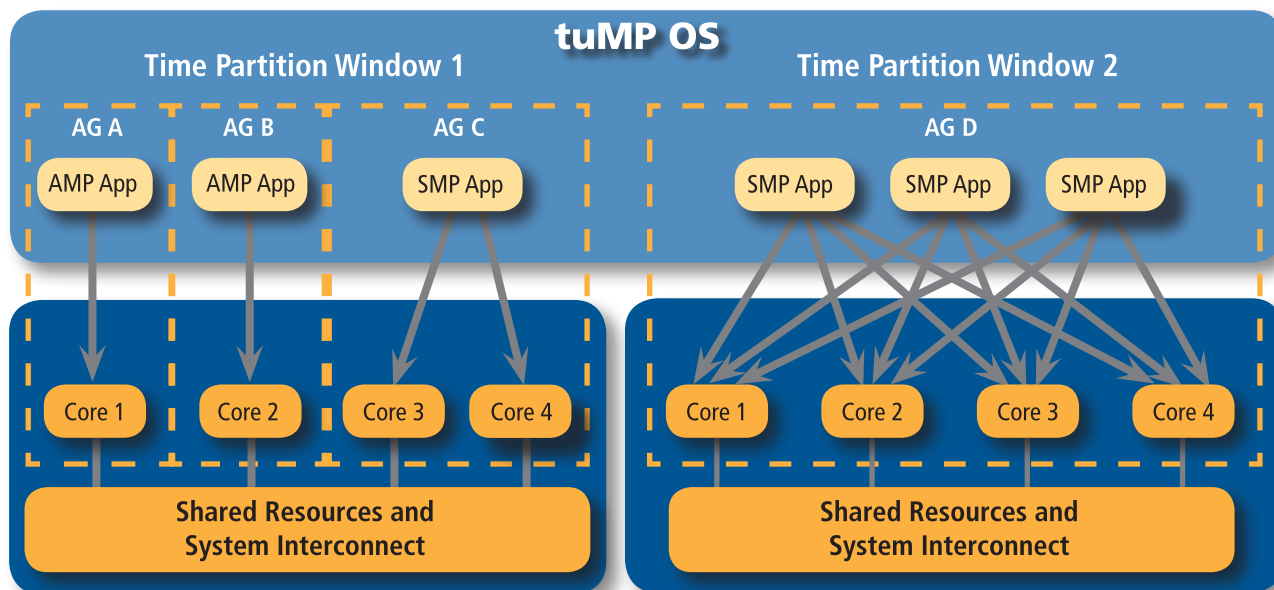 tuMP OS
Time Partition Window 1
Time Partition Window 2
AG A
AG B
AG C
AG D
AMP App
AMP App
SMP App
SMP App
SMP App
SMP App
Core 1
Core 2
Core 3
Core 4
Core 1
Core 2
Core 3
Core 4
Shared Resources and
System Interconnect
Shared Resources and
System Interconnect